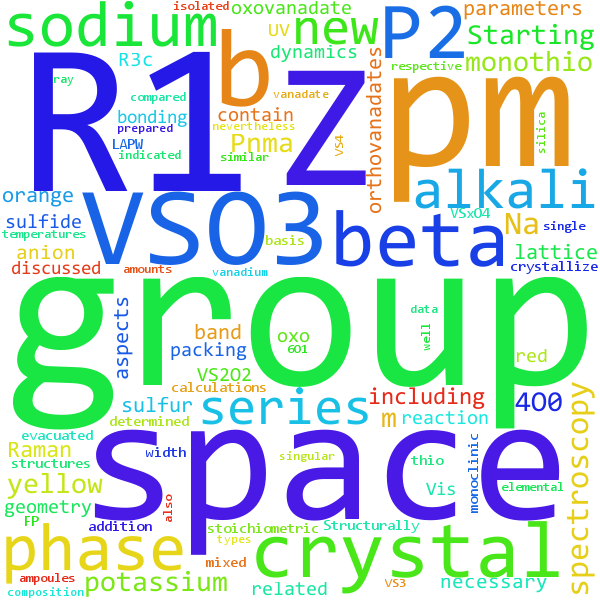 isolated oxovanadate parameters
sodium UV new P2 Starting
R3c dynamics respective monothio
ray R1 z b pm
compared bonding contain vanadate orthovanadates
prepared nevertheless
LAPW Pnma VS4 silica
indicated similar
orange VSO3 alkali
sulfide beta Na VSxO4 single
temperatures basis lattice
anion crystallize
discussed amounts vanadium
group
aspects band oxo data
packing 6O1 well red
VS2O2 including 4O0
calculations
sulfur series m reaction spectroscopy
evacuated determined
Raman space
structures width singular thio monoclinic
yellow Vis elemental
geometry also
FP addition stoichiometric Structurally
phase mixed types crystal
ampoules potassium related VS3 necessary
composition